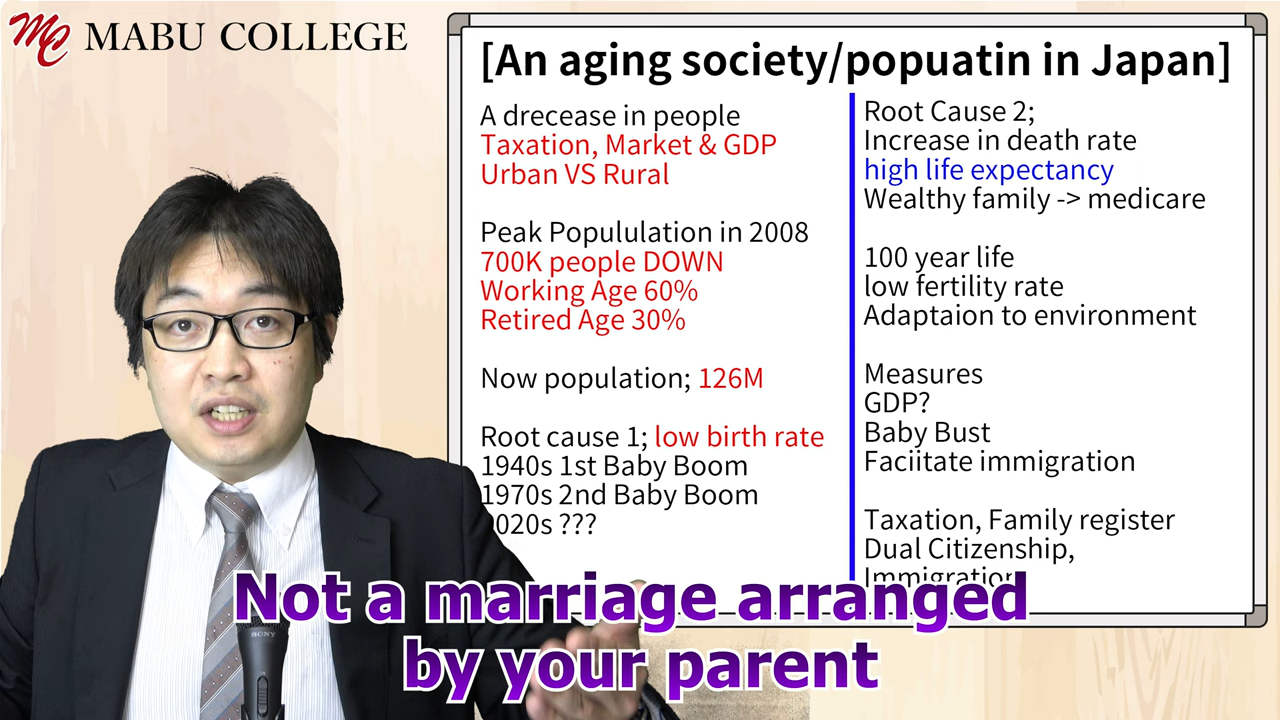 MC MABU COLLEGE
[An aging society/popuatin in Japan]
A drecease in people
Taxation, Market & GDP
Urban VS Rural
Peak Popululation in 2008
700K people DOWN
Working Age 60%
Retired Age 30%
Now population; 126M
Root cause 1; low birth rate
1940s 1st Baby Boom
1970s 2nd Baby Boom
2020s ???
Root Cause 2;
Increase in death rate
high life expectancy
Wealthy family -> medicare
100 year life
low fertility rate
Adaptaion to environment
Measures
GDP?
Baby Bust
Faciitate immigration
Taxation, Family register
Dual Citizenship,
Immigration
Not a marriage arranged
by your parent
SONY